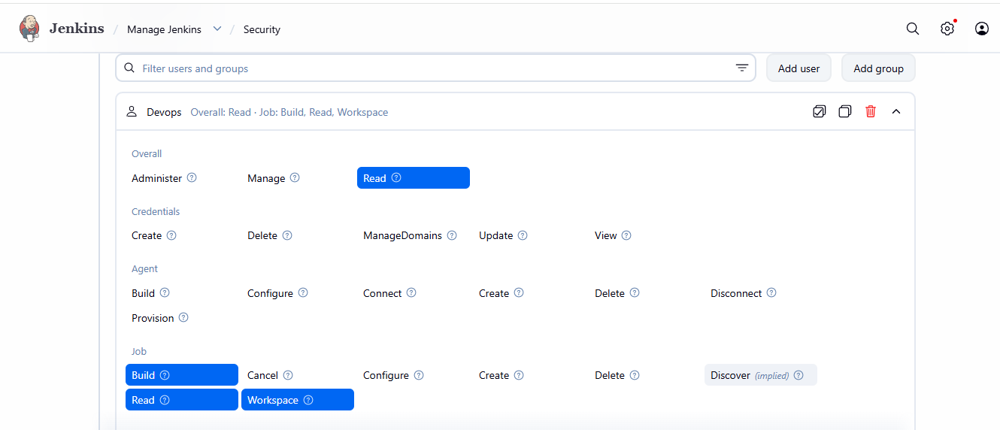 Jenkins / Manage Jenkins / Security
Filter users and groups Add user Add group
Devops Overall: Read · Job: Build, Read, Workspace
Overall
Administer ? Manage ? Read ?
Credentials
Create ? Delete ? ManageDomains ? Update ? View ?
Agent
Build ? Configure ? Connect ? Create ? Delete ? Disconnect ?
Provision ?
Job
Build ? Cancel ? Configure ? Create ? Delete ? Discover (implied) ?
Read ? Workspace ?